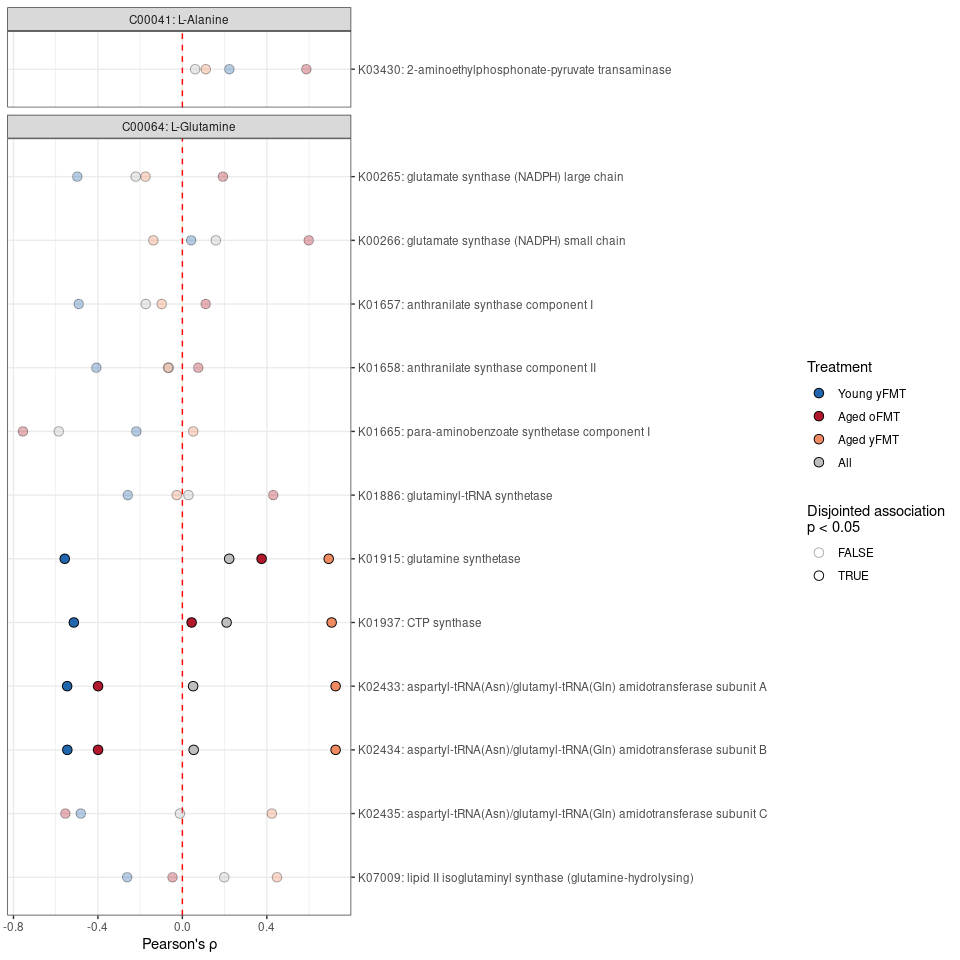 C00041: L-Alanine
K03430: 2-aminoethylphosphonate-pyruvate transaminase
C00064: L-Glutamine
K00265: glutamate synthase (NADPH) large chain
K00266: glutamate synthase (NADPH) small chain
K01657: anthranilate synthase component I
K01658: anthranilate synthase component II
K01665: para-aminobenzoate synthetase component I
K01886: glutaminyl-tRNA synthetase
K01915: glutamine synthetase
K01937: CTP synthase
K02433: aspartyl-tRNA(Asn)/glutamyl-tRNA(Gln) amidotransferase subunit A
K02434: aspartyl-tRNA(Asn)/glutamyl-tRNA(Gln) amidotransferase subunit B
K02435: aspartyl-tRNA(Asn)/glutamyl-tRNA(Gln) amidotransferase subunit C
K07009: lipid II isoglutaminyl synthase (glutamine-hydrolysing)
-0.8 -0.4 0.0 0.4
Pearson's ρ
Treatment
Young yFMT
Aged oFMT
Aged yFMT
All
Disjointed association
p < 0.05
FALSE
TRUE